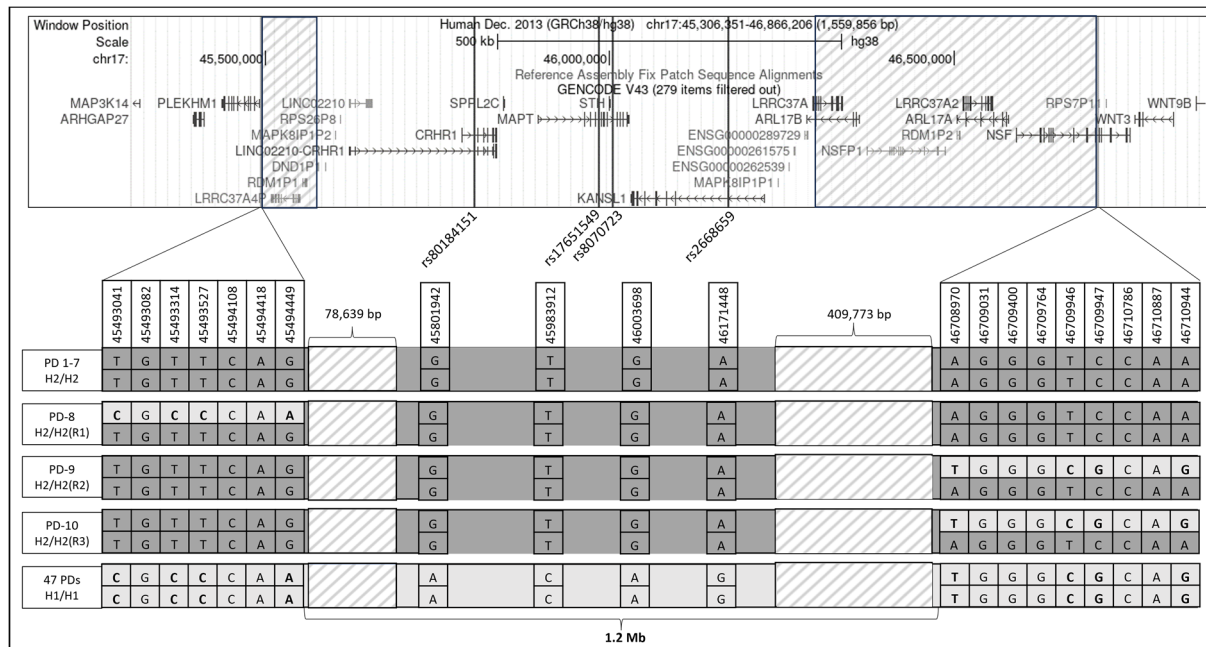 Window Position Human Dec. 2013 (GRCh38/hg38) chr17:45,306,351-46,866,206 (1,559,856 bp)
Scale 500 kb hg38
chr17: 45,500,000 46,000,000 46,500,000
Reference Assembly Fix Patch Sequence Alignments
GENCODE V43 (279 items filtered out)
MAP3K14 PLEKHM1 LINC02210 SPPL2C STH LRRC37A LRRC37A2 RPS7P11 WNT9B
ARHGAP27 RPS26P8 MAPT ARL17B ARL17A WNT3
MAPK8IP1P2 CRHR1 ENSG00000289729 RDM1P2 NSF
LINC02210-CRHR1 ENSG00000261575 NSFP1
DND1P1 ENSG00000262539
RDM1P1 MAPK8IP1P1
LRRC37A4P KANSL1
rs80184151 rs17651549 rs8070723 rs2668659
45493041 45493082 45493314 45493527 45494108 45494418 45494449 78,639 bp 45801942 45983912 46003698 46171448 409,773 bp 46708970 46709031 46709400 46709764 46709946 46709947 46710786 46710887 46710944
PD 1-7 T G T T C A G G T G A A G G G T C C A A
H2/H2 T G T T C A G G T G A A G G G T C C A A
PD-8 C G C C C A A G T G A A G G G T C C A A
H2/H2(R1) T G T T C A G G T G A A G G G T C C A A
PD-9 T G T T C A G G T G A T G G G C G C A G
H2/H2(R2) T G T T C A G G T G A A G G G T C C A A
PD-10 T G T T C A G G T G A T G G G C G C A G
H2/H2(R3) T G T T C A G G T G A A G G G T C C A A
47 PDs C G C C C A A A C A G T G G G C G C A G
H1/H1 C G C C C A A A C A G T G G G C G C A G
1.2 Mb